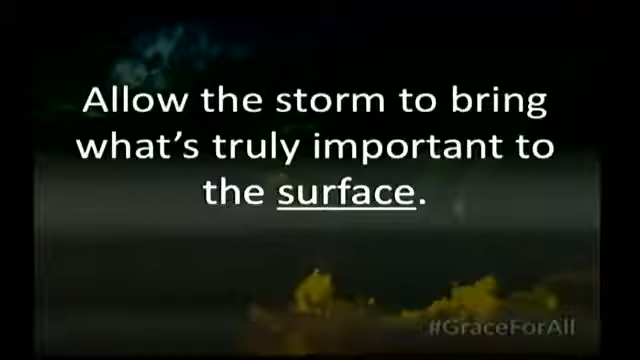 Allow the storm to bring
what's truly important to
the surface.
#GraceForAll